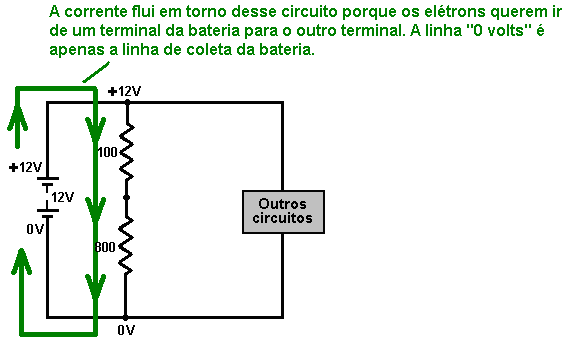 A corrente flui em torno desse circuito porque os elétrons querem ir
de um terminal da bateria para o outro terminal. A linha "0 volts" é
apenas a linha de coleta da bateria.
+12V
100
+12V
12V
Outros
circuitos
0V
800
0V